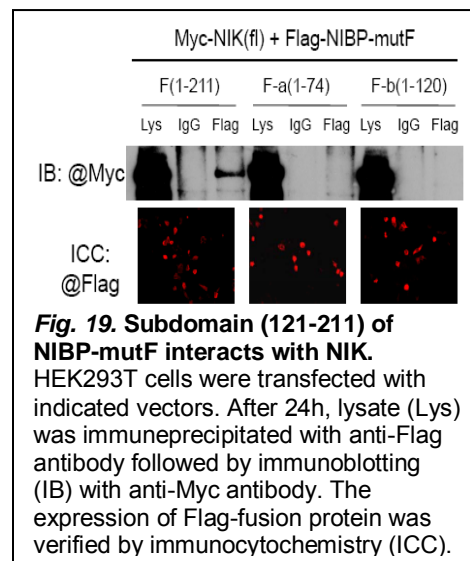 Myc-NIK(fl) + Flag-NIBP-mutF
F(1-211) F-a(1-74) F-b(1-120)
Lys IgG Flag Lys IgG Flag Lys IgG Flag
IB: @Myc
ICC:
@Flag
Fig. 19. Subdomain (121-211) of
NIBP-mutF interacts with NIK.
HEK293T cells were transfected with
indicated vectors. After 24h, lysate (Lys)
was immuneprecipitated with anti-Flag
antibody followed by immunoblotting
(IB) with anti-Myc antibody. The
expression of Flag-fusion protein was
verified by immunocytochemistry (ICC).